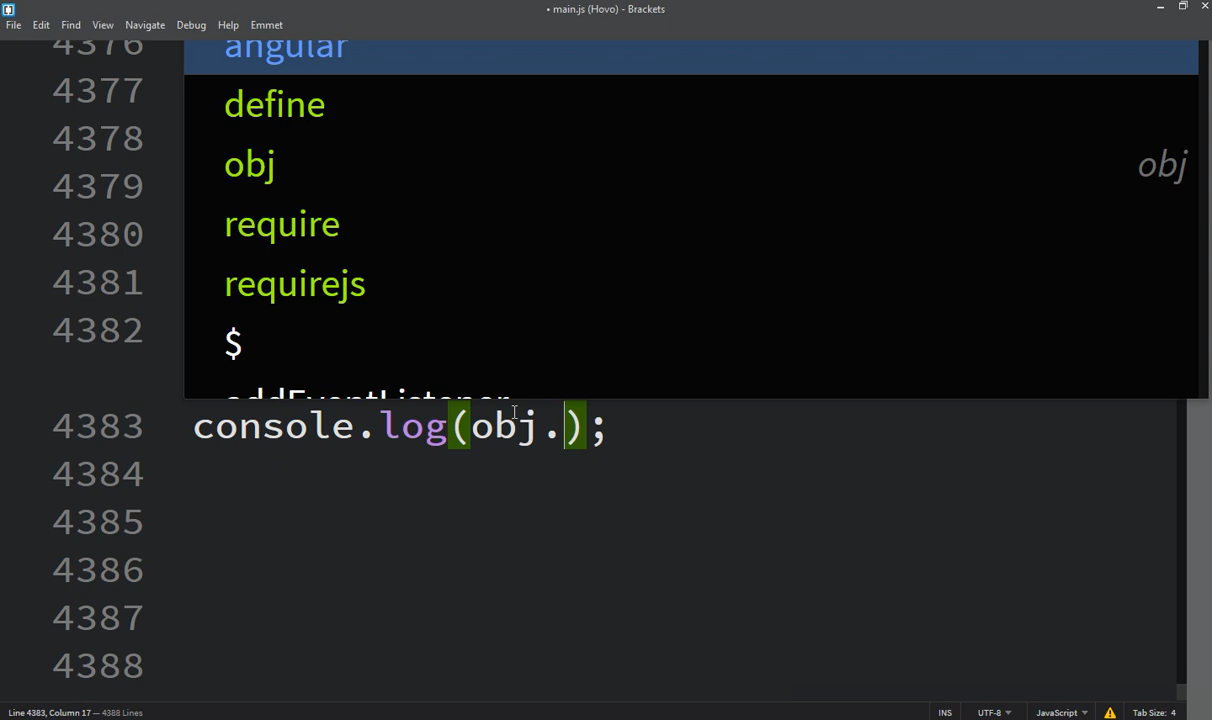 • main.js (Hovo) - Brackets
File Edit Find View Navigate Debug Help Emmet
4376
angular
4377
define
4378
obj obj
4379
4380
require
4381
requirejs
4382
$
addEventListener
4383 console.log(obj.);
4384
4385
4386
4387
4388
Line 4383, Column 17 — 4388 Lines INS UTF-8 JavaScript Tab Size: 4